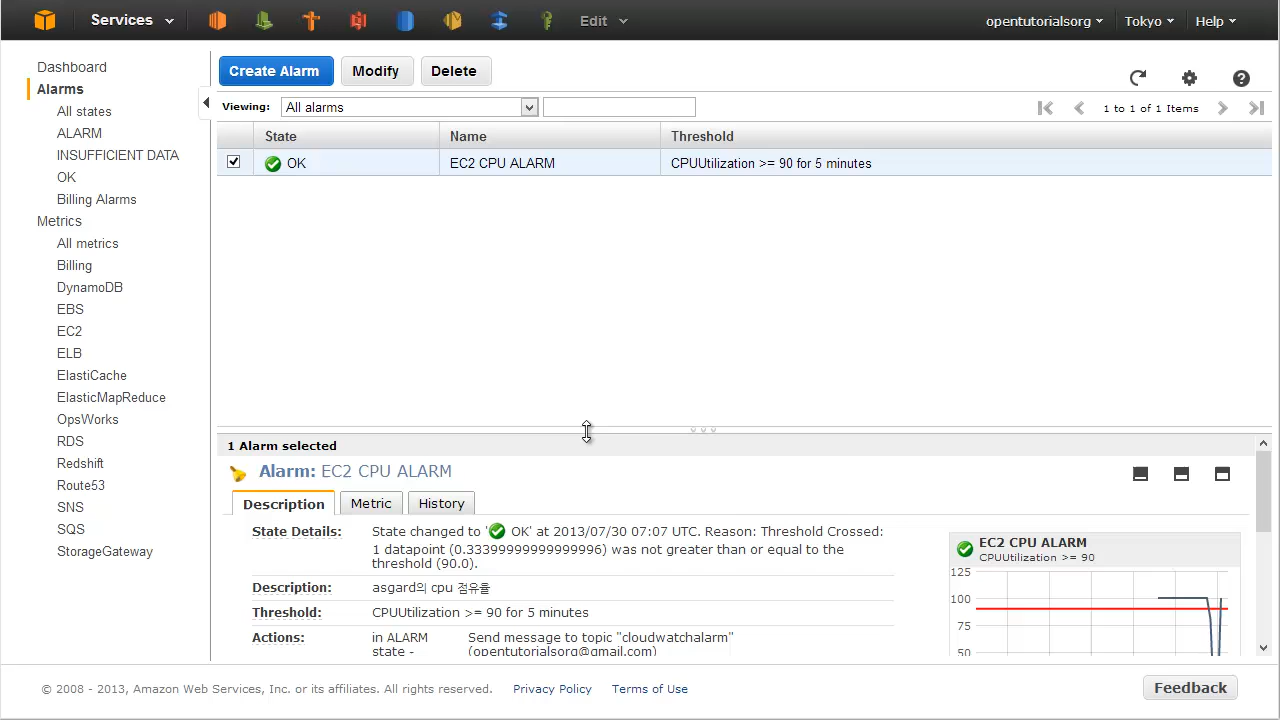 Services Edit opentutorialsorg Tokyo Help
Dashboard
Alarms
All states
ALARM
INSUFFICIENT DATA
OK
Billing Alarms
Metrics
All metrics
Billing
DynamoDB
EBS
EC2
ELB
ElastiCache
ElasticMapReduce
OpsWorks
RDS
Redshift
Route53
SNS
SQS
StorageGateway
Create Alarm Modify Delete
Viewing: All alarms 1 to 1 of 1 Items
State Name Threshold
OK EC2 CPU ALARM CPUUtilization >= 90 for 5 minutes
1 Alarm selected
Alarm: EC2 CPU ALARM
Description Metric History
State Details: State changed to ' OK' at 2013/07/30 07:07 UTC. Reason: Threshold Crossed:
1 datapoint (0.33399999999999996) was not greater than or equal to the
threshold (90.0).
Description: asgard의 cpu 점유율
Threshold: CPUUtilization >= 90 for 5 minutes
Actions: in ALARM Send message to topic "cloudwatchalarm"
state - (opentutorialsorg@gmail.com)
EC2 CPU ALARM
CPUUtilization >= 90
125
100
75
50
© 2008 - 2013, Amazon Web Services, Inc. or its affiliates. All rights reserved. Privacy Policy Terms of Use Feedback